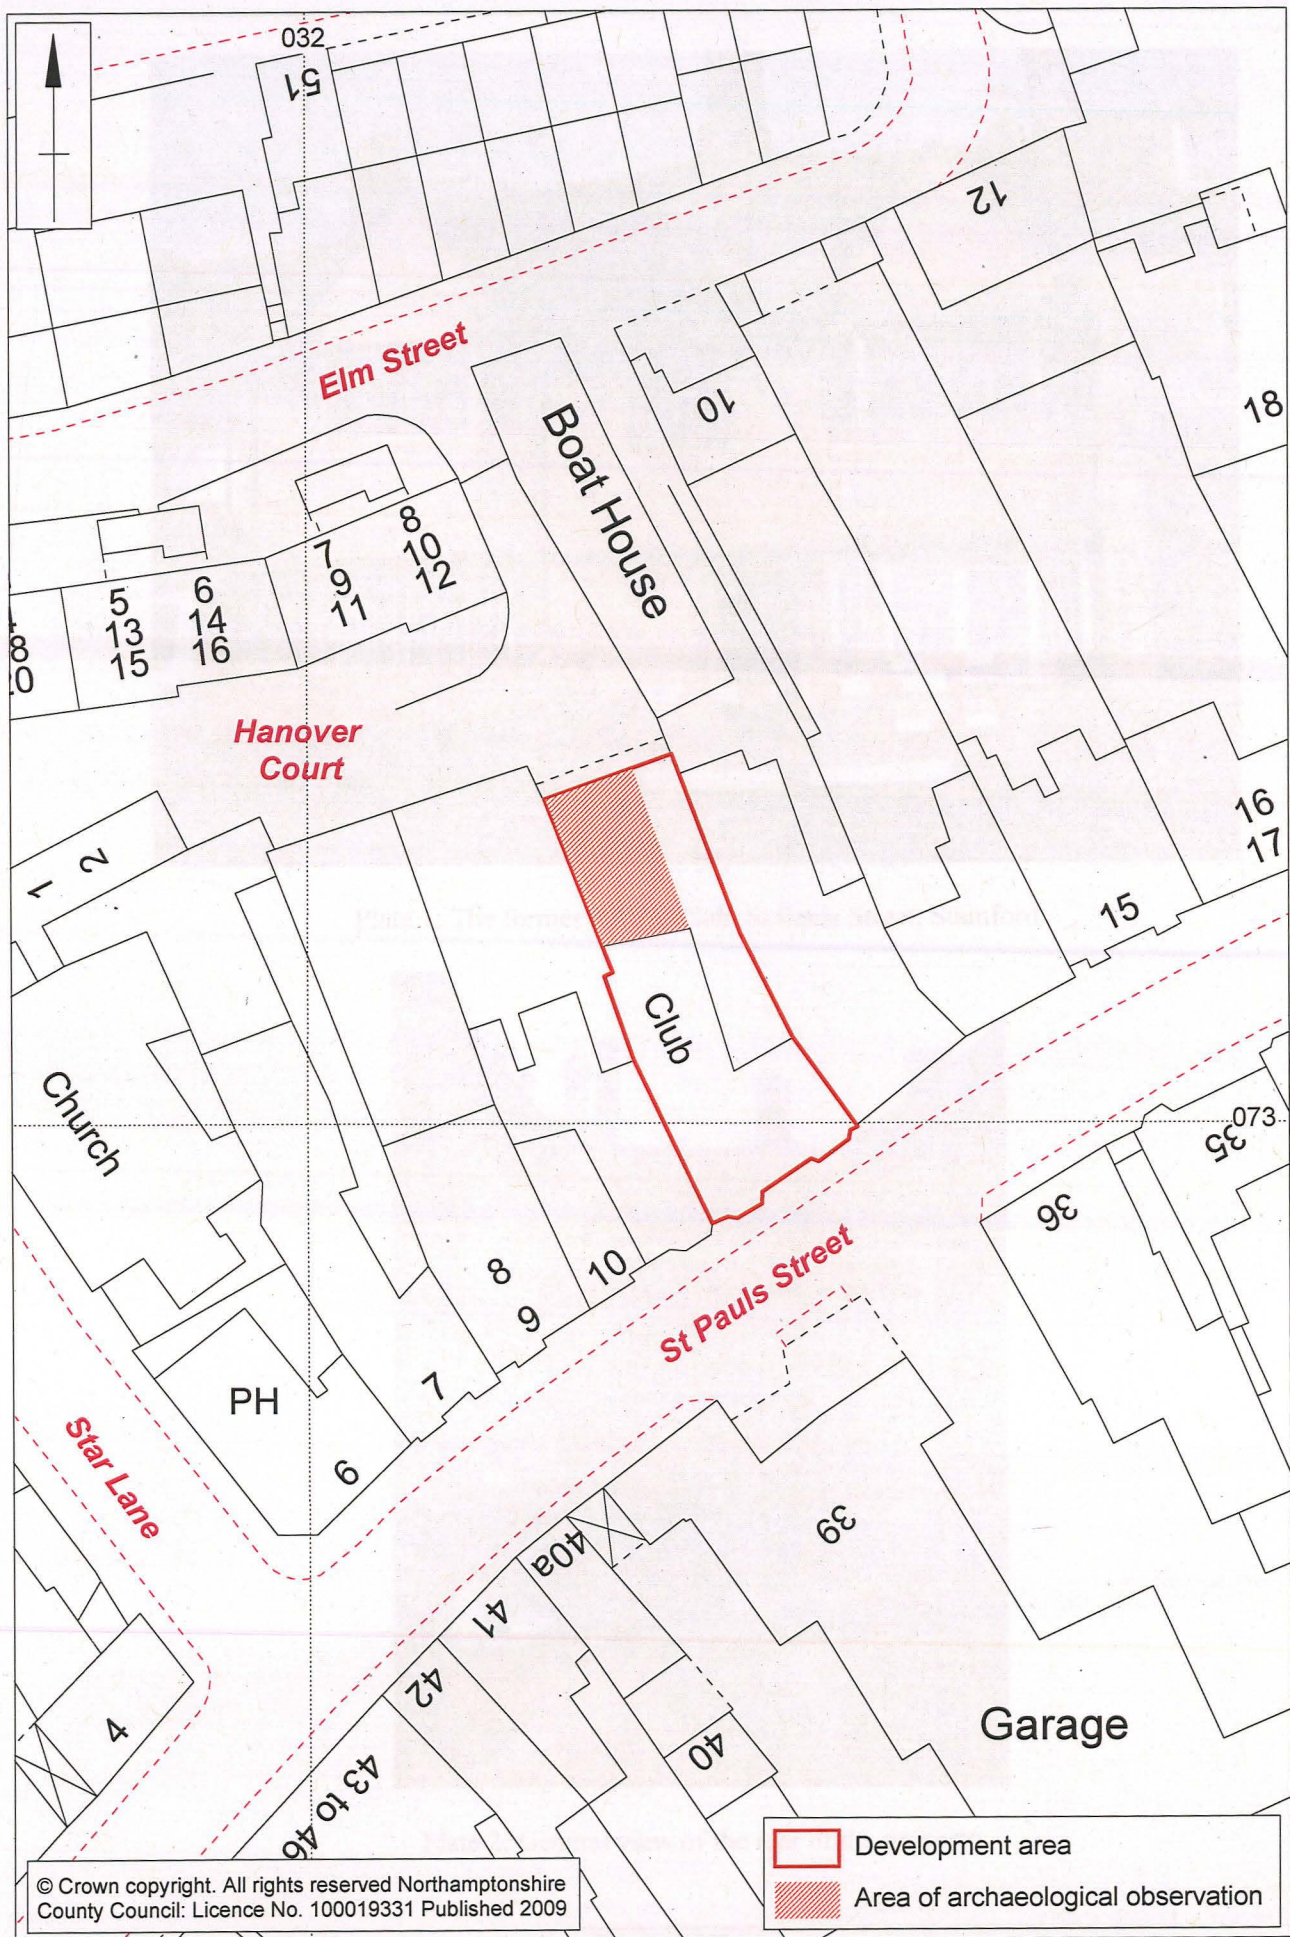 032
51
12
Elm Street
10
18
Boat House
8
10
12
7
9
11
6
14
16
5
13
15
8
Hanover
Court
16
17
1
2
15
Club
Church
073
35
36
8
9
10
St Pauls Street
7
PH
6
Star Lane
39
40a
41
42
40
4
43 to 46
Garage
Development area
Area of archaeological observation
© Crown copyright. All rights reserved Northamptonshire
County Council: Licence No. 100019331 Published 2009